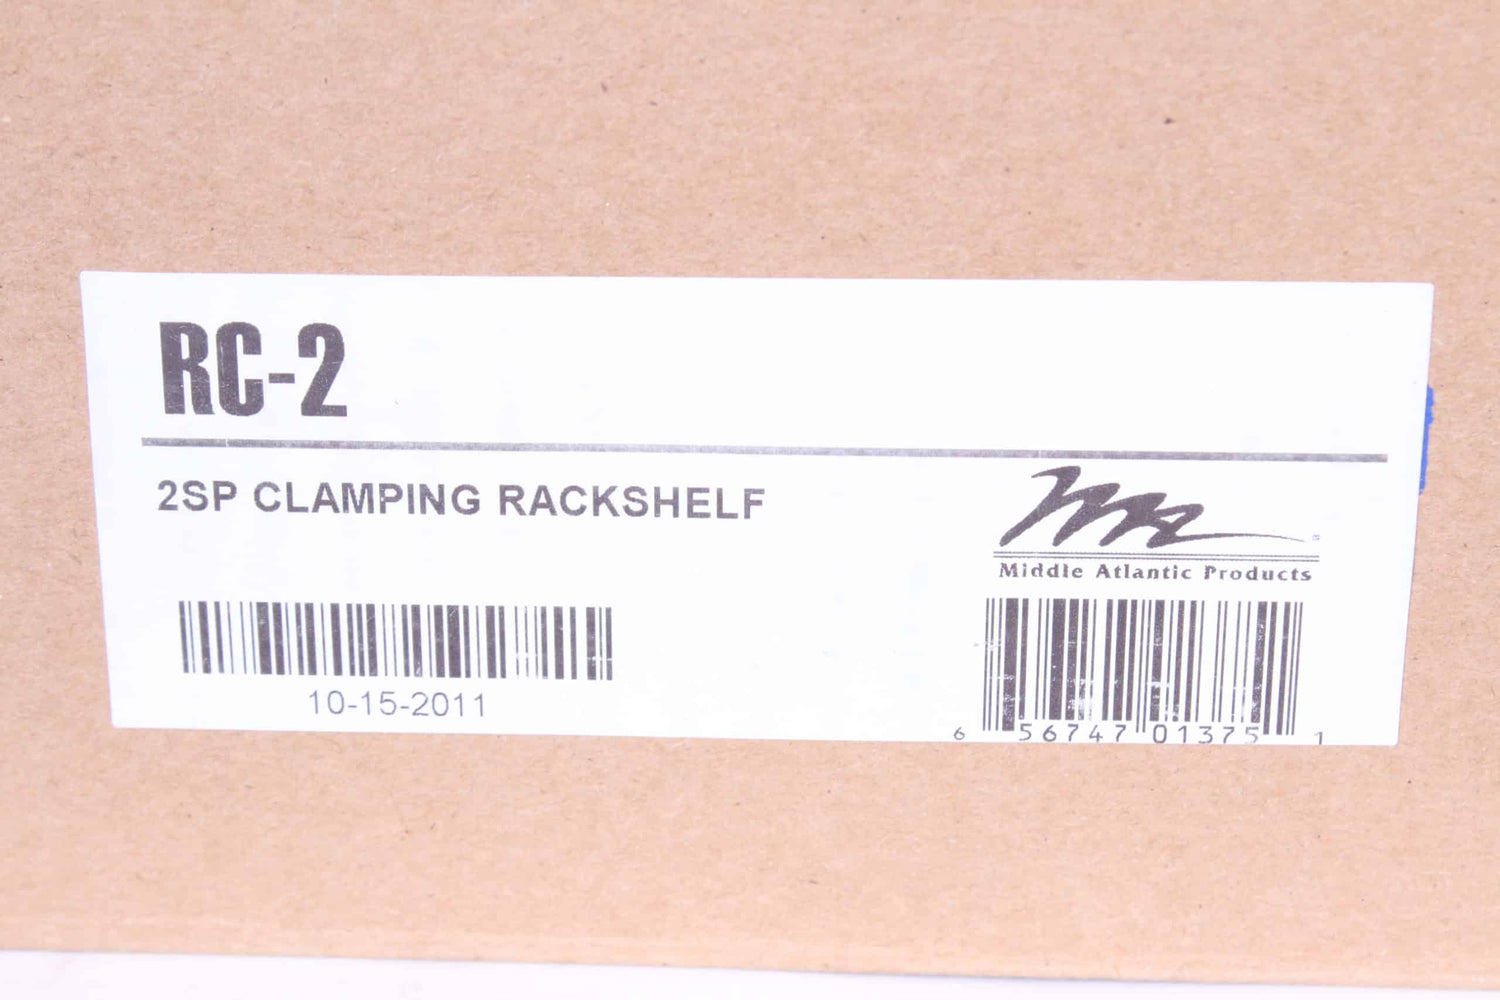 RC-2
2SP CLAMPING RACKSHELF
Middle Atlantic Products
10-15-2011
6 56747 01375 1